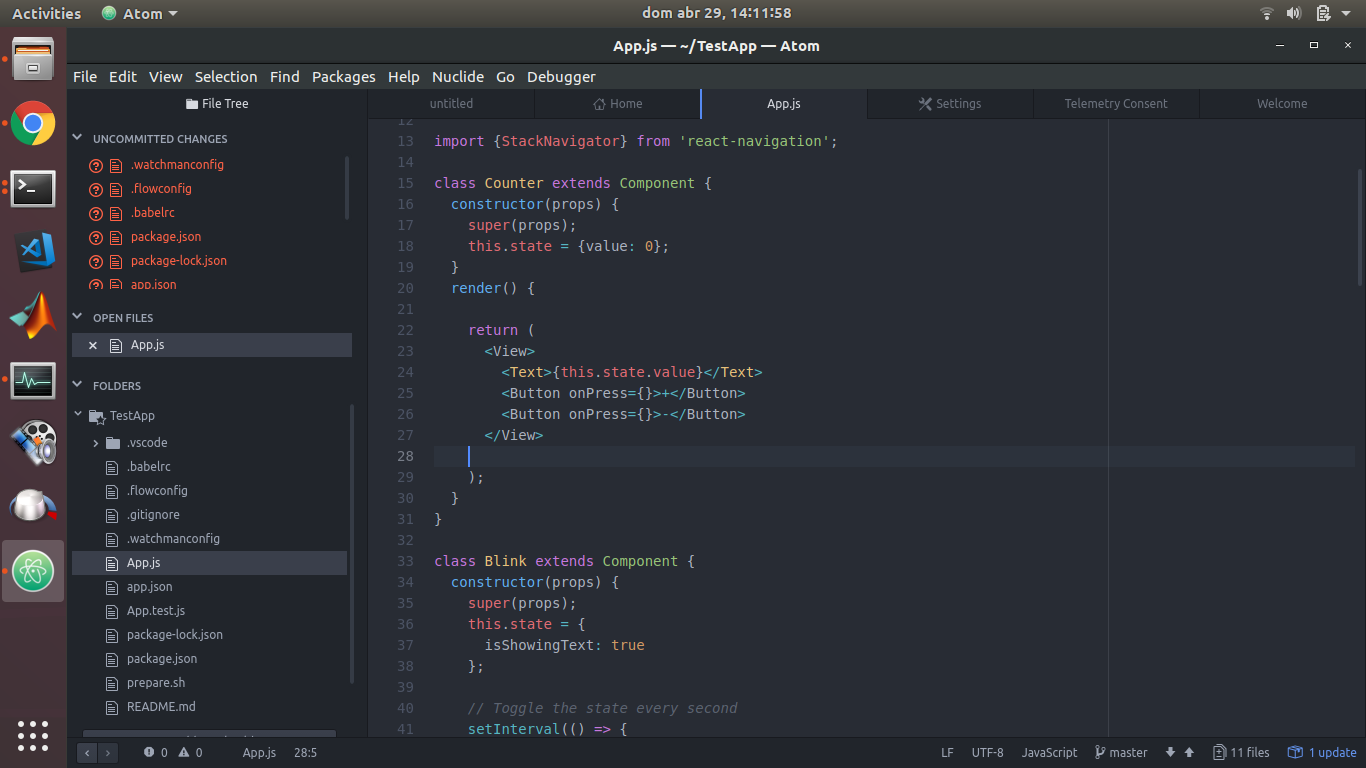 Activities Atom dom abr 29, 14:11:58
App.js — ~/TestApp — Atom
File Edit View Selection Find Packages Help Nuclide Go Debugger
File Tree
untitled Home App.js Settings Telemetry Consent Welcome
UNCOMMITTED CHANGES
.watchmanconfig
.flowconfig
.babelrc
package.json
package-lock.json
app.json
OPEN FILES
App.js
FOLDERS
TestApp
.vscode
.babelrc
.flowconfig
.gitignore
.watchmanconfig
App.js
app.json
App.test.js
package-lock.json
package.json
prepare.sh
README.md
12
13 import {StackNavigator} from 'react-navigation';
14
15 class Counter extends Component {
16 constructor(props) {
17 super(props);
18 this.state = {value: 0};
19 }
20 render() {
21
22 return (
23 <View>
24 <Text>{this.state.value}</Text>
25 <Button onPress={}>+</Button>
26 <Button onPress={}>-</Button>
27 </View>
28
29 );
30 }
31 }
32
33 class Blink extends Component {
34 constructor(props) {
35 super(props);
36 this.state = {
37 isShowingText: true
38 };
39
40 // Toggle the state every second
41 setInterval(() => {
0 0 App.js 28:5 LF UTF-8 JavaScript master 11 files 1 update